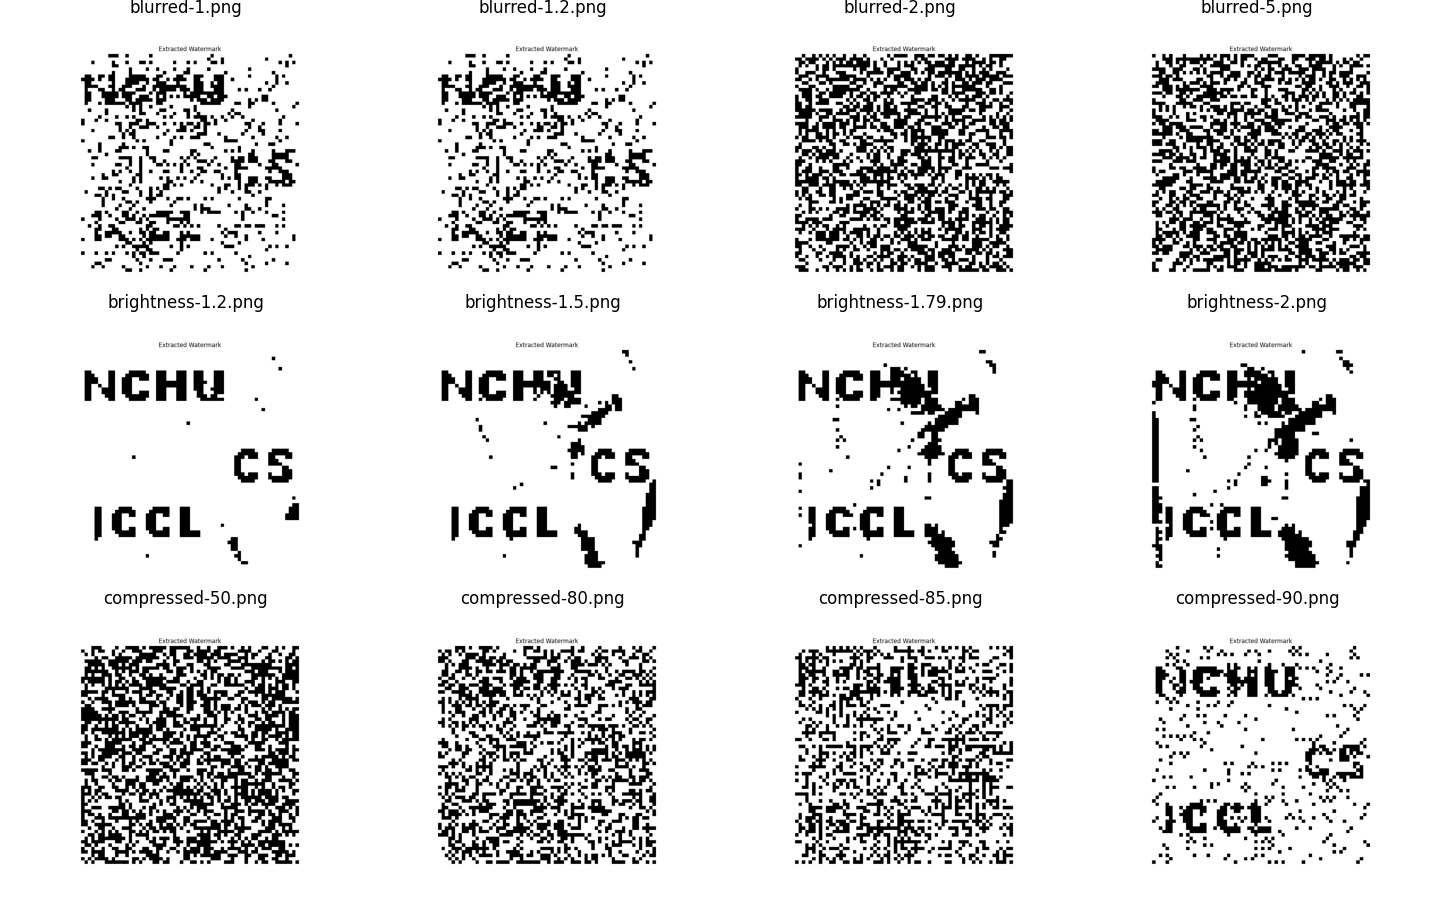 blurred-1.png blurred-1.2.png blurred-2.png blurred-5.png
Extracted Watermark Extracted Watermark Extracted Watermark Extracted Watermark
NCHU NCHU
CS CS
brightness-1.2.png brightness-1.5.png brightness-1.79.png brightness-2.png
Extracted Watermark Extracted Watermark Extracted Watermark Extracted Watermark
NCHU NCHU NCHU NCHU
CS CS CS CS
ICCL ICCL ICCL ICCL
compressed-50.png compressed-80.png compressed-85.png compressed-90.png
Extracted Watermark Extracted Watermark Extracted Watermark Extracted Watermark
NCHU
CS
ICCL